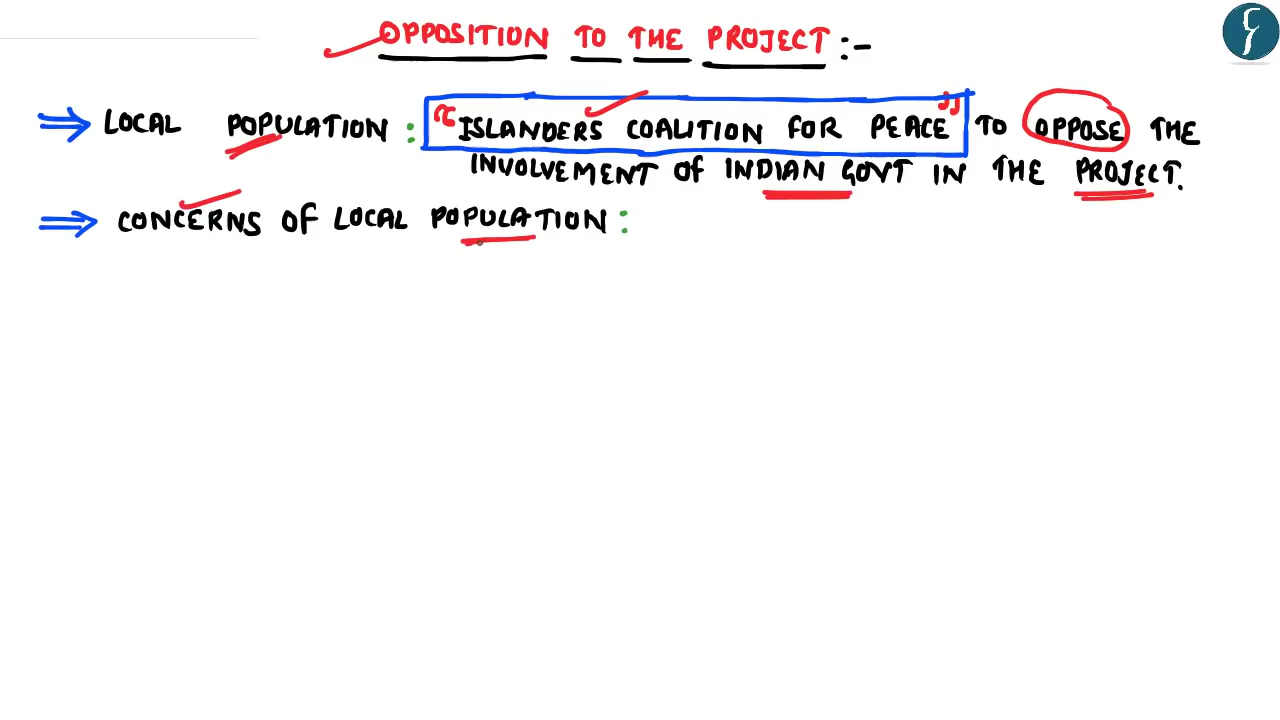 OPPOSITION TO THE PROJECT :-
⇒ LOCAL POPULATION : "ISLANDERS COALITION FOR PEACE" TO OPPOSE THE
INVOLVEMENT OF INDIAN GOVT IN THE PROJECT.
⇒ CONCERNS OF LOCAL POPULATION :